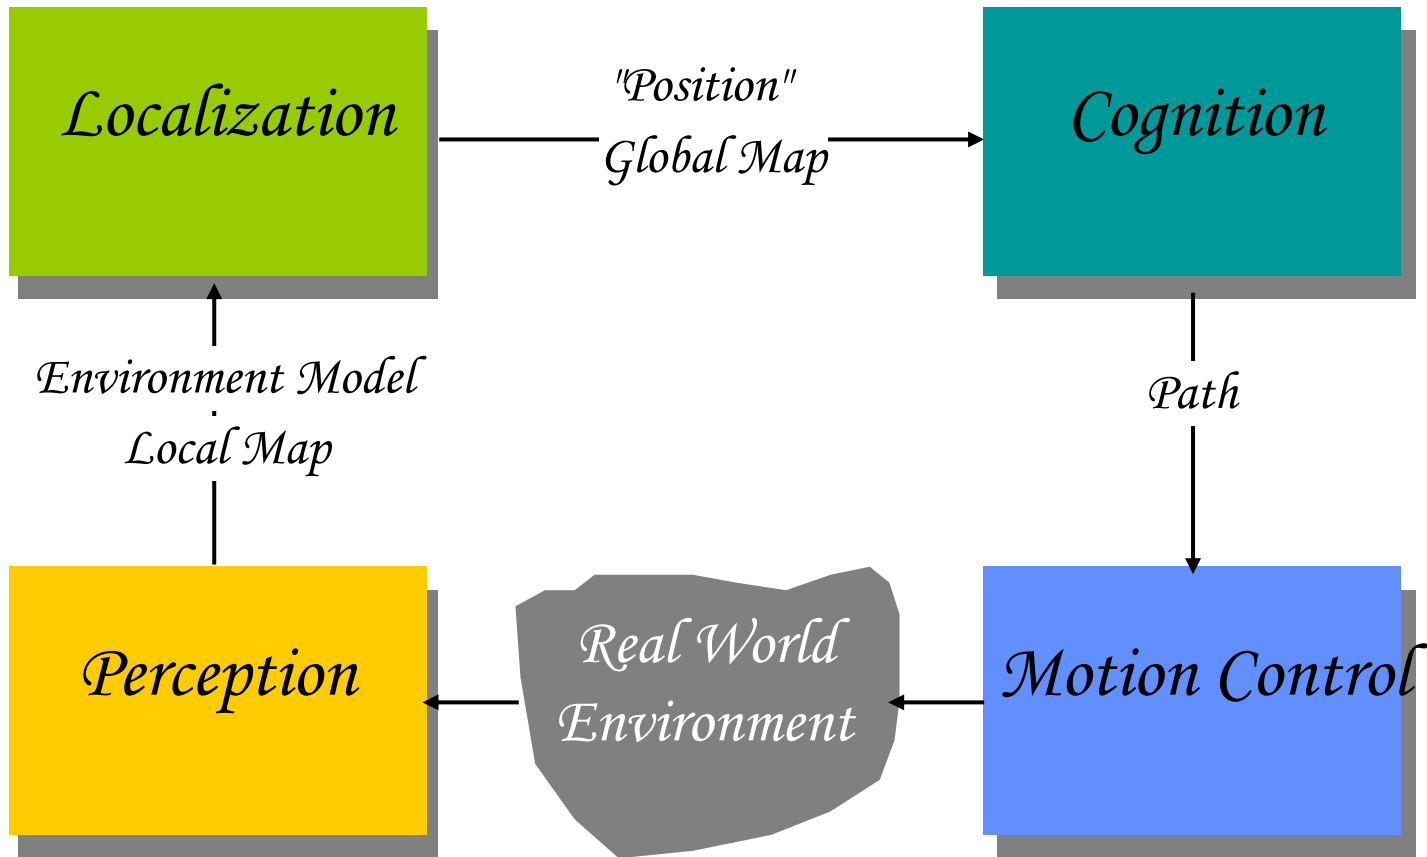 Localization
"Position"
Global Map
Cognition
Environment Model
Local Map
Path
Perception
Real World
Environment
Motion Control